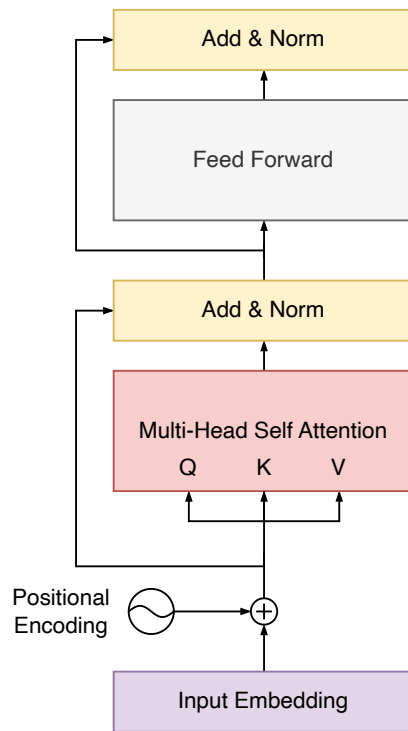 Add & Norm
Feed Forward
Add & Norm
Multi-Head Self Attention
Q K V
Positional
Encoding
Input Embedding